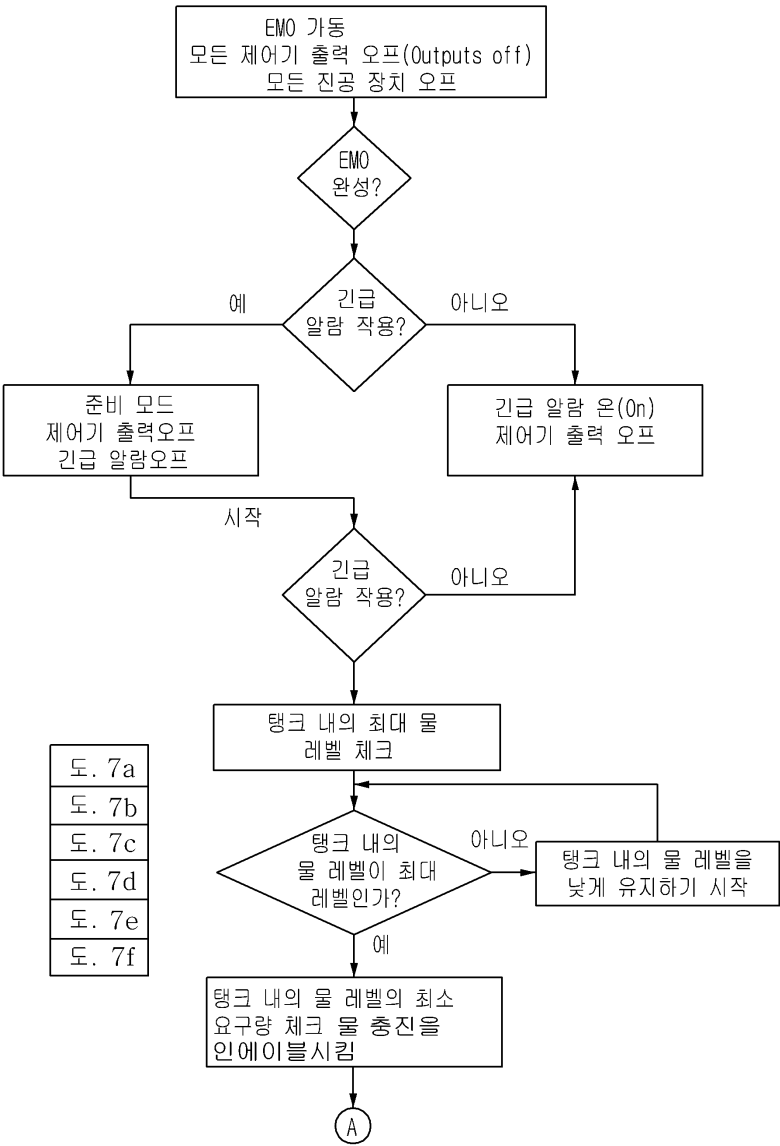 EMO 가동
모든 제어기 출력 오프(Outputs off)
모든 진공 장치 오프
EMO
완성?
긴급
알람 작용?
예
아니오
준비 모드
제어기 출력오프
긴급 알람오프
긴급 알람 온(On)
제어기 출력 오프
시작
긴급
알람 작용?
아니오
탱크 내의 최대 물
레벨 체크
도. 7a
도. 7b
도. 7c
도. 7d
도. 7e
도. 7f
탱크 내의
물 레벨이 최대
레벨인가?
아니오
탱크 내의 물 레벨을
낮게 유지하기 시작
예
탱크 내의 물 레벨의 최소
요구량 체크 물 충진을
인에이블시킴
A